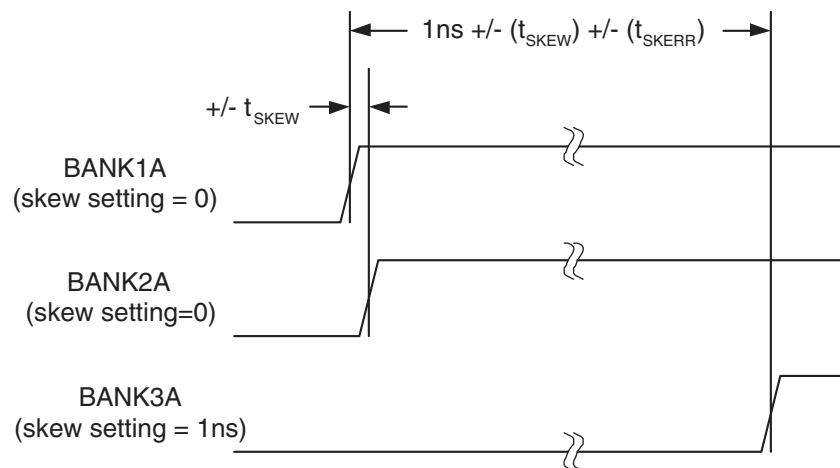 1ns +/- (tSKEW) +/- (tSKERR)
+/- tSKEW
BANK1A
(skew setting = 0)
BANK2A
(skew setting=0)
BANK3A
(skew setting = 1ns)